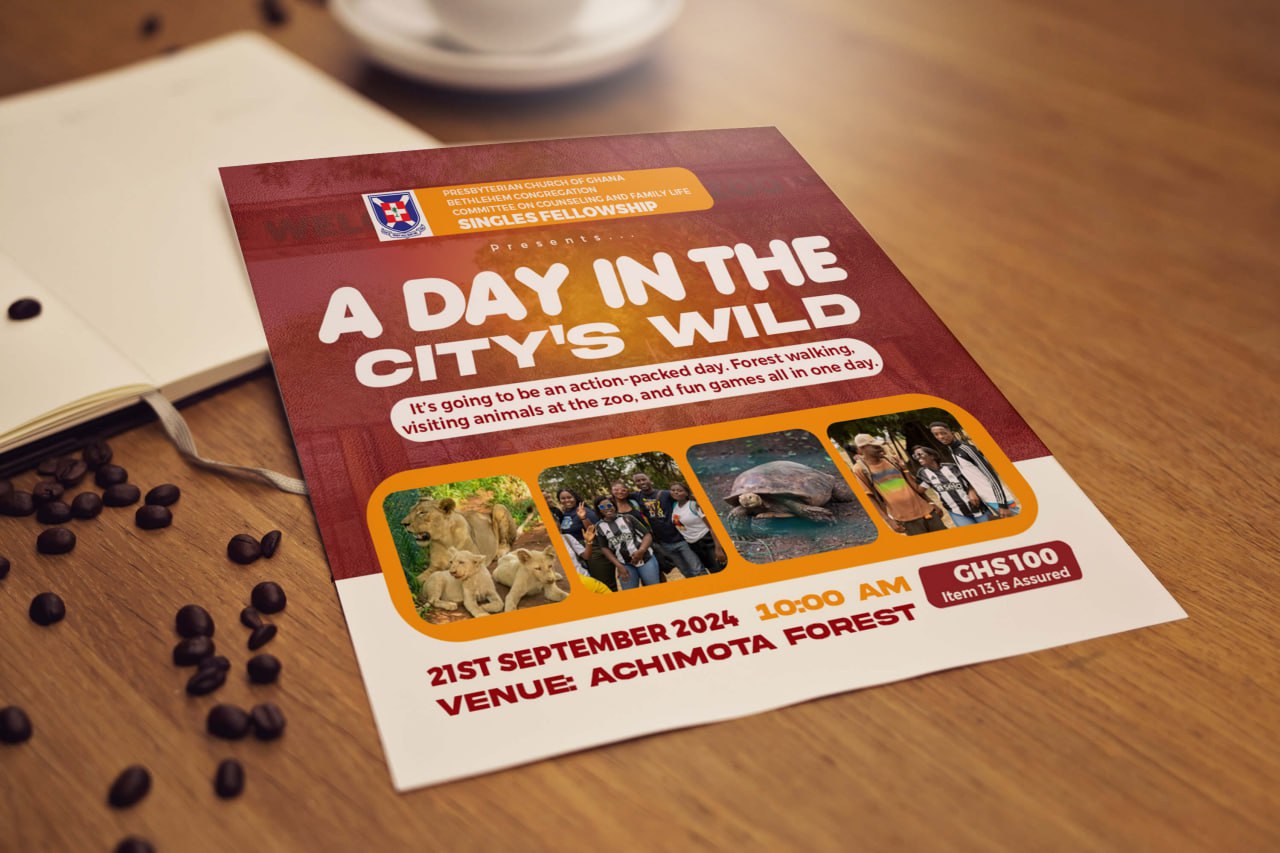 PRESBYTERIAN CHURCH OF GHANA
BETHLEHEM CONGREGATION
COMMITTEE ON COUNSELING AND FAMILY LIFE
SINGLES FELLOWSHIP
Presents...
A DAY IN THE
CITY'S WILD
It's going to be an action-packed day. Forest walking,
visiting animals at the zoo, and fun games all in one day.
GHS 100
Item 13 is Assured
21ST SEPTEMBER 2024 10:00 AM
VENUE: ACHIMOTA FOREST